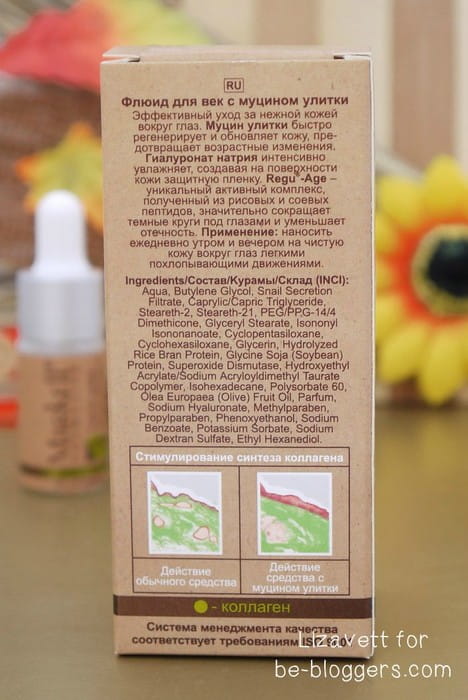 RU
Флюид для век с муцином улитки
Эффективный уход за нежной кожей
вокруг глаз. Муцин улитки быстро
регенерирует и обновляет кожу, пре-
дотвращает возрастные изменения.
Гиалуронат натрия интенсивно
увлажняет, создавая на поверхности
кожи защитную пленку. Regu®-Age –
уникальный активный комплекс,
полученный из рисовых и соевых
пептидов, значительно сокращает
темные круги под глазами и уменьшает
отечность. Применение: наносить
ежедневно утром и вечером на чистую
кожу вокруг глаз легкими
похлопывающими движениями.
Ingredients/Состав/Курамы/Склад (INCI):
Aqua, Butylene Glycol, Snail Secretion
Filtrate, Caprylic/Capric Triglyceride,
Steareth-2, Steareth-21, PEG/PPG-14/4
Dimethicone, Glyceryl Stearate, Isononyl
Isononanoate, Cyclopentasiloxane,
Cyclohexasiloxane, Glycerin, Hydrolyzed
Rice Bran Protein, Glycine Soja (Soybean)
Protein, Superoxide Dismutase, Hydroxyethyl
Acrylate/Sodium Acryloyldimethyl Taurate
Copolymer, Isohexadecane, Polysorbate 60,
Olea Europaea (Olive) Fruit Oil, Parfum,
Sodium Hyaluronate, Methylparaben,
Propylparaben, Phenoxyethanol, Sodium
Benzoate, Potassium Sorbate, Sodium
Dextran Sulfate, Ethyl Hexanediol.
Стимулирование синтеза коллагена
Действие
обычного средства
Действие
средства с
муцином улитки
- коллаген
Система менеджмента качества
соответствует требованиям ISO 9001
Lizavett for
be-bloggers.com